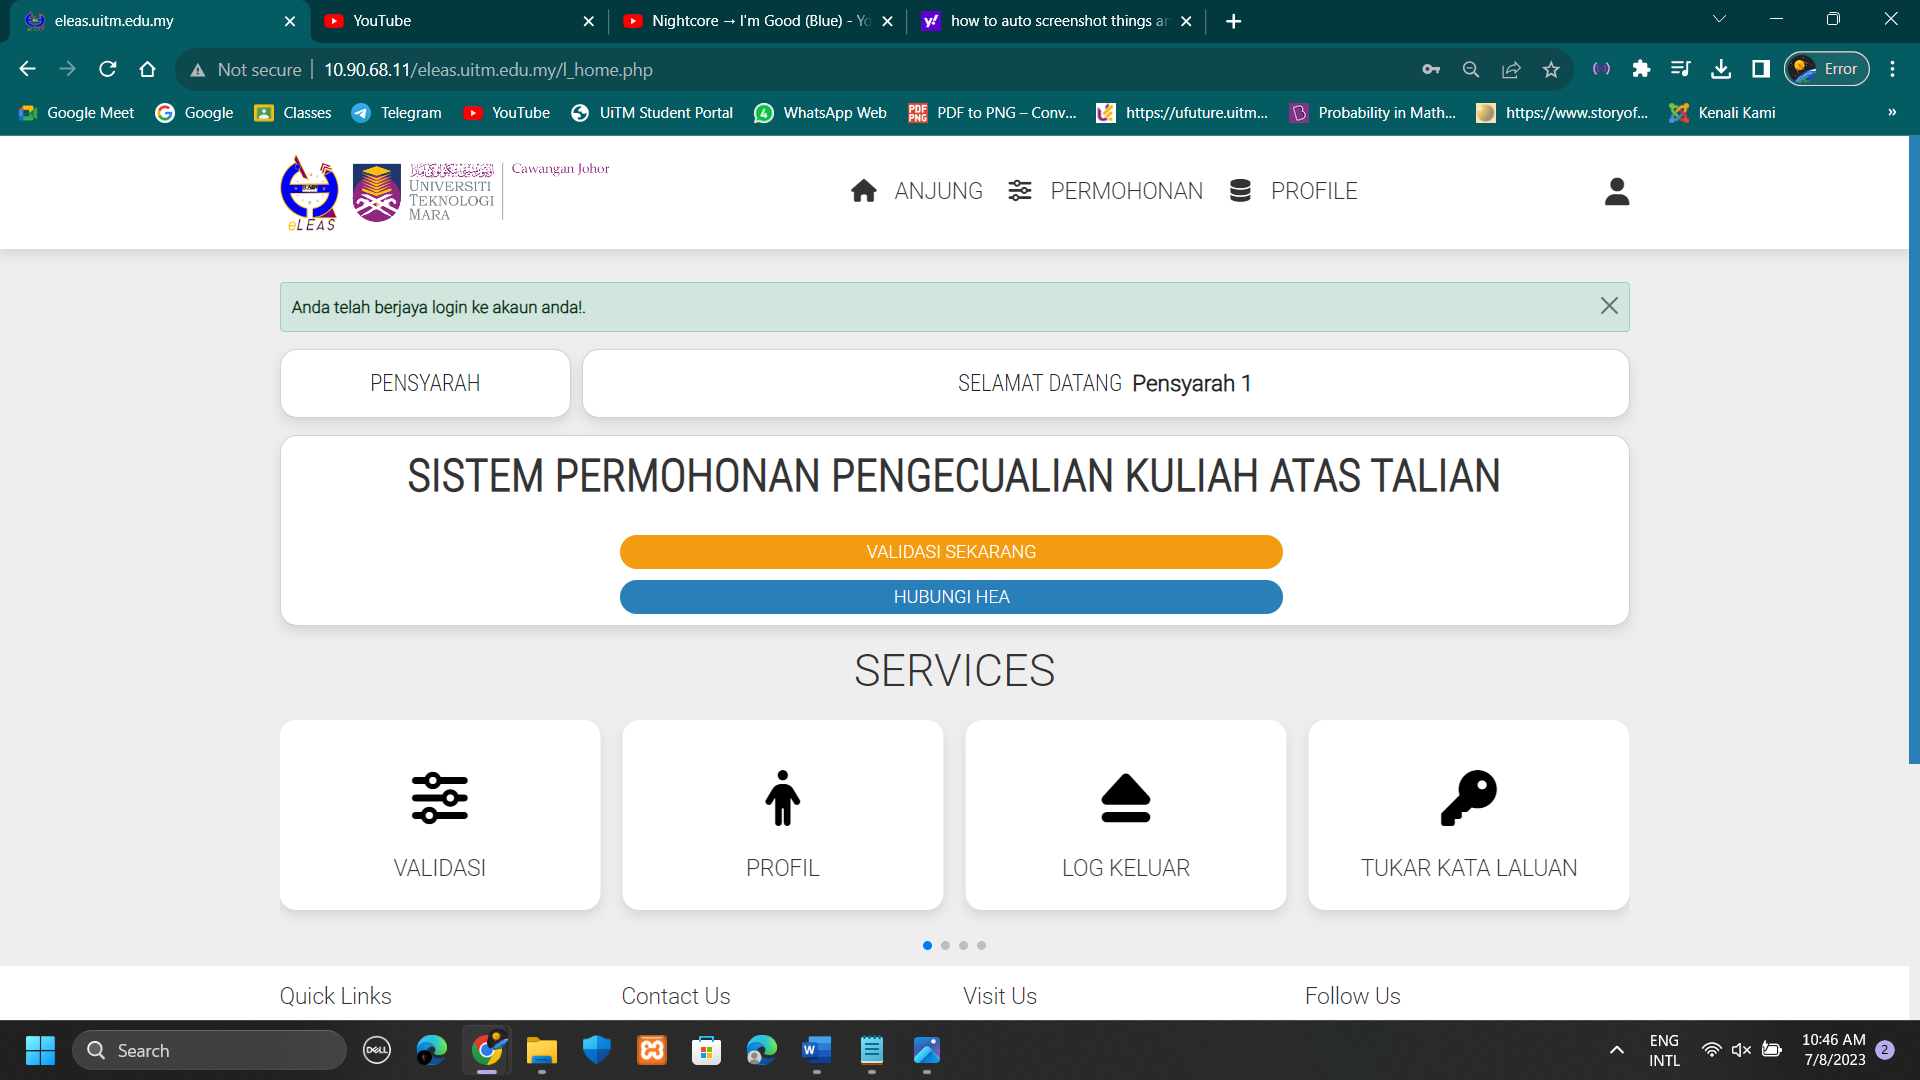 eleas.uitm.edu.my
YouTube
Nightcore → I'm Good (Blue) - Yo
how to auto screenshot things an
Not secure
10.90.68.11/eleas.uitm.edu.my/l_home.php
Error
Google Meet
Google
Classes
Telegram
YouTube
UiTM Student Portal
WhatsApp Web
PDF to PNG – Conv...
https://ufuture.uitm...
Probability in Math...
https://www.storyof...
Kenali Kami
»
eLEAS
UNIVERSITI
TEKNOLOGI
MARA
Cawangan Johor
ANJUNG
PERMOHONAN
PROFILE
Anda telah berjaya login ke akaun anda!.
PENSYARAH
SELAMAT DATANG Pensyarah 1
SISTEM PERMOHONAN PENGECUALIAN KULIAH ATAS TALIAN
VALIDASI SEKARANG
HUBUNGI HEA
SERVICES
VALIDASI
PROFIL
LOG KELUAR
TUKAR KATA LALUAN
Quick Links
Contact Us
Visit Us
Follow Us
Search
DELL
ENG
INTL
10:46 AM
7/8/2023
2